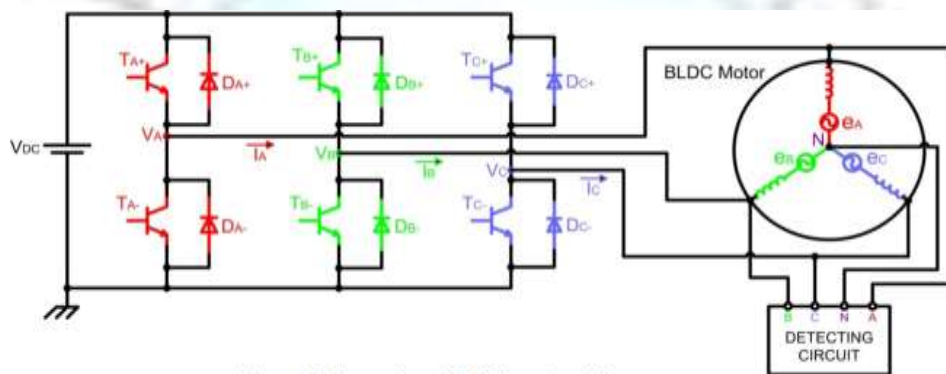 TA+
DA+
TB+
DB+
TC+
DC+
BLDC Motor
VDC
VA
IA
VB
IB
VC
IC
eA
N
eB
eC
TA-
DA-
TB-
DB-
TC-
DC-
B C N A
DETECTING
CIRCUIT